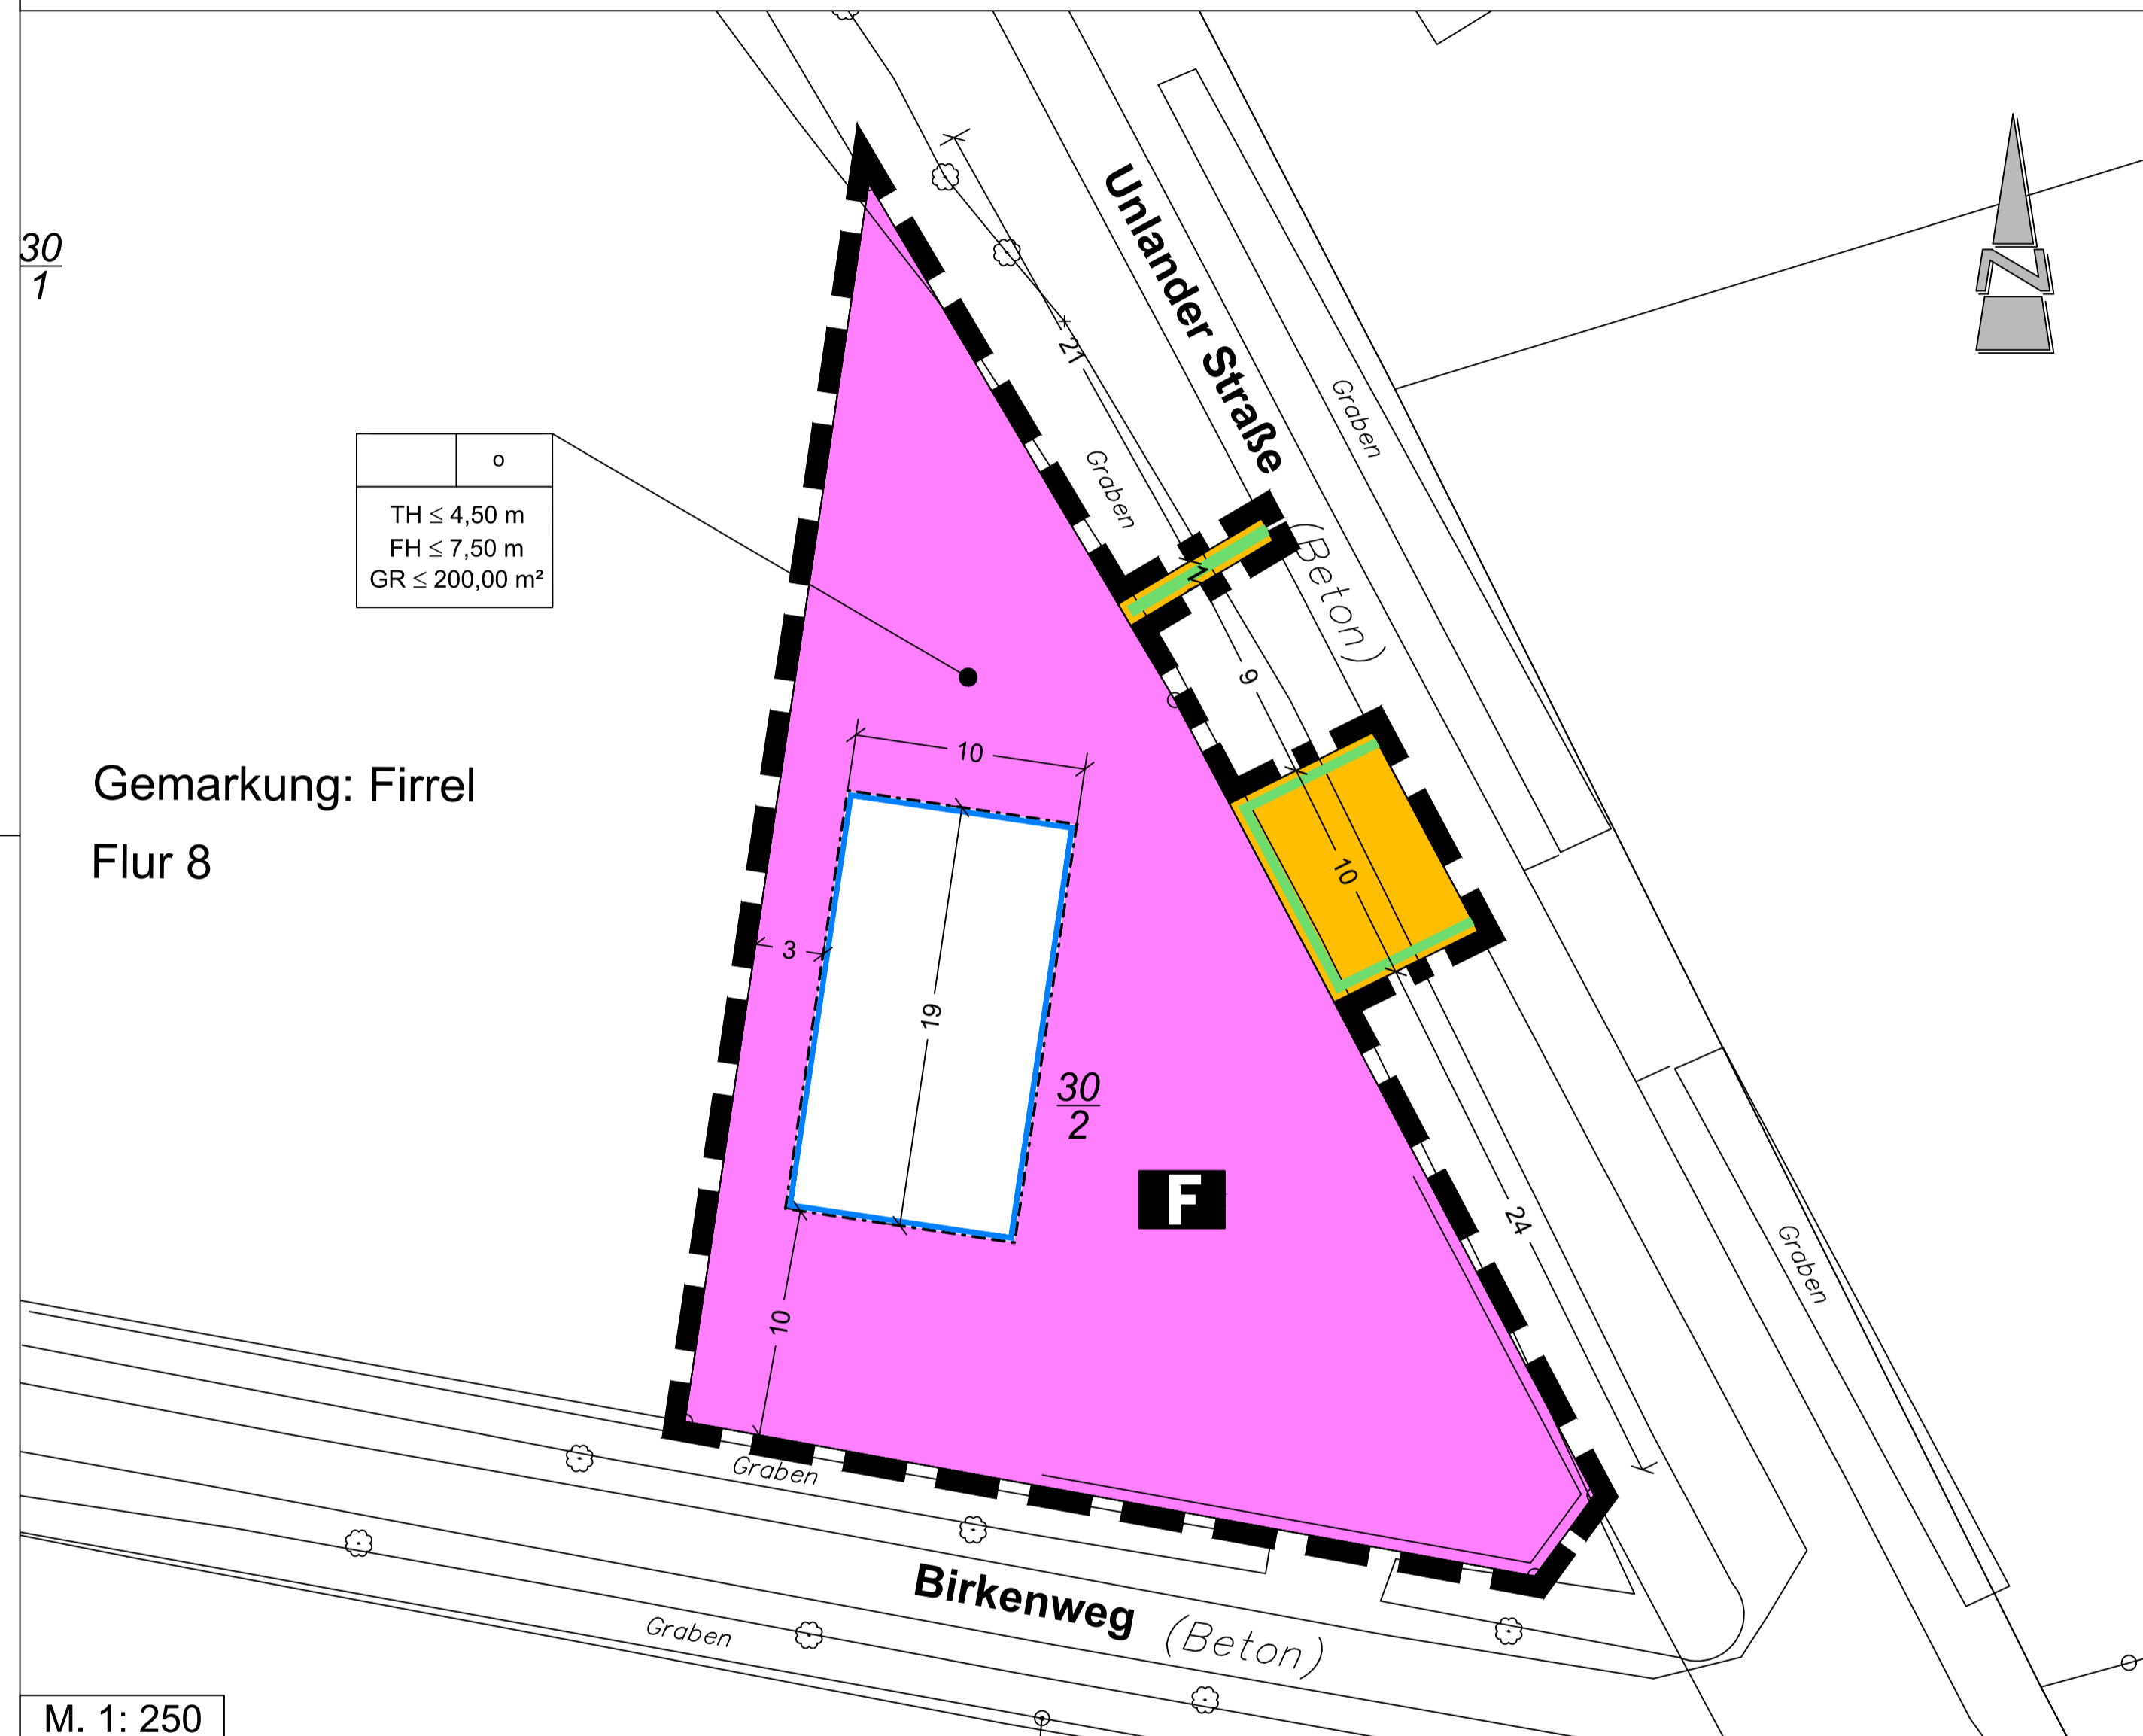 30
1
Unlander Straße
(Beton)
Graben
Graben
21
1
9
10
24
N
o
TH ≤ 4,50 m
FH ≤ 7,50 m
GR ≤ 200,00 m²
Gemarkung: Firrel
Flur 8
10
3
19
10
30
2
F
Graben
Graben
Birkenweg (Beton)
Graben
M. 1: 250